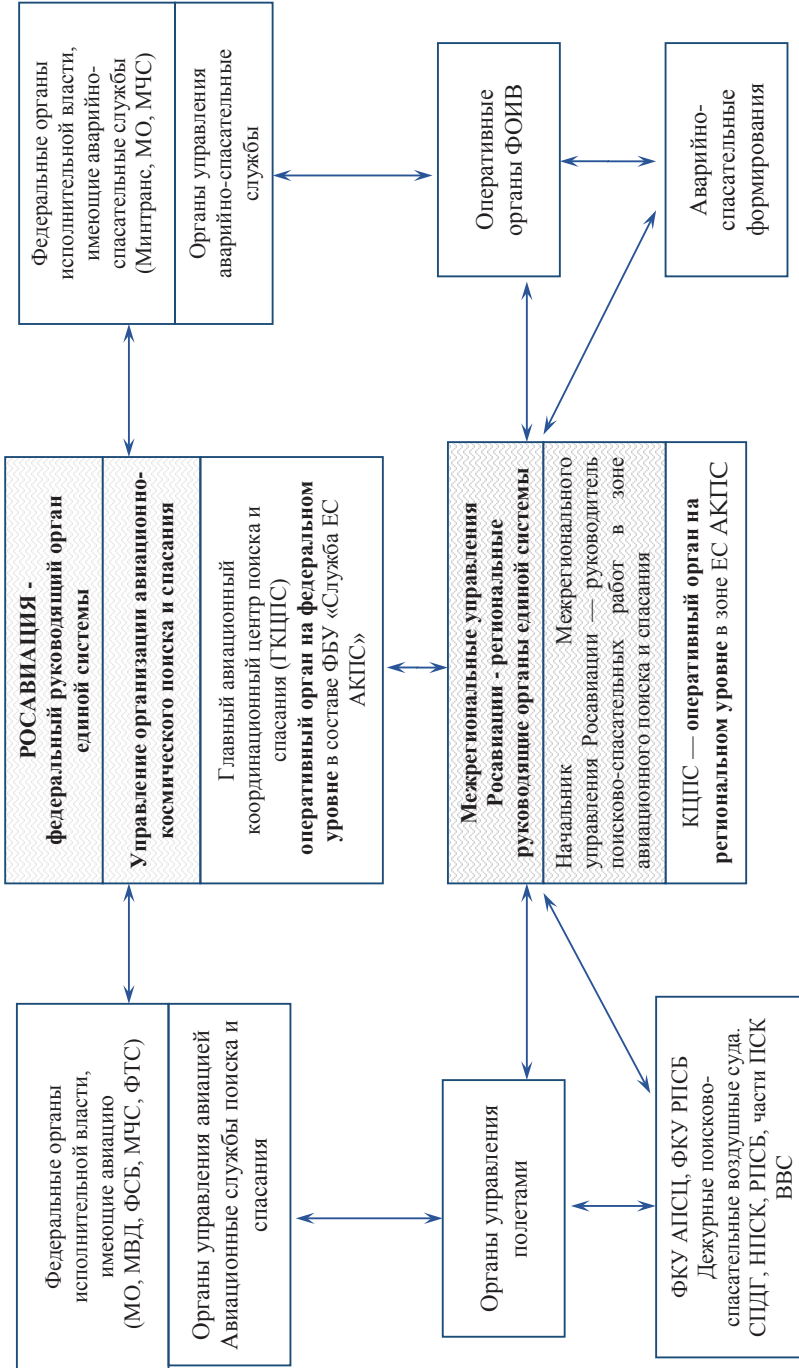 Федеральные органы
исполнительной власти,
имеющие авиацию
(МО, МВД, ФСБ, МЧС, ФТС)
Органы управления авиацией
Авиационные службы поиска и
спасания
РОСАВИАЦИЯ -
федеральный руководящий орган
единой системы
Управление организации авиационно-
космического поиска и спасания
Главный авиационный
координационный центр поиска и
спасания (ГКЦПС)
оперативный орган на федеральном
уровне в составе ФБУ «Служба ЕС
АКПС»
Федеральные органы
исполнительной власти,
имеющие аварийно-
спасательные службы
(Минтранс, МО, МЧС)
Органы управления
аварийно-спасательные
службы
Органы управления
полетами
Межрегиональные управления
Росавиации - региональные
руководящие органы единой системы
Начальник Межрегионального
управления Росавиации — руководитель
поисково-спасательных работ в зоне
авиационного поиска и спасания
КЦПС — оперативный орган на
региональном уровне в зоне ЕС АКПС
Оперативные
органы ФОИВ
ФКУ АПСЦ, ФКУ РПСБ
Дежурные поисково-
спасательные воздушные суда.
СПДГ, НПСК, РПСБ, части ПСК
ВВС
Аварийно-
спасательные
формирования